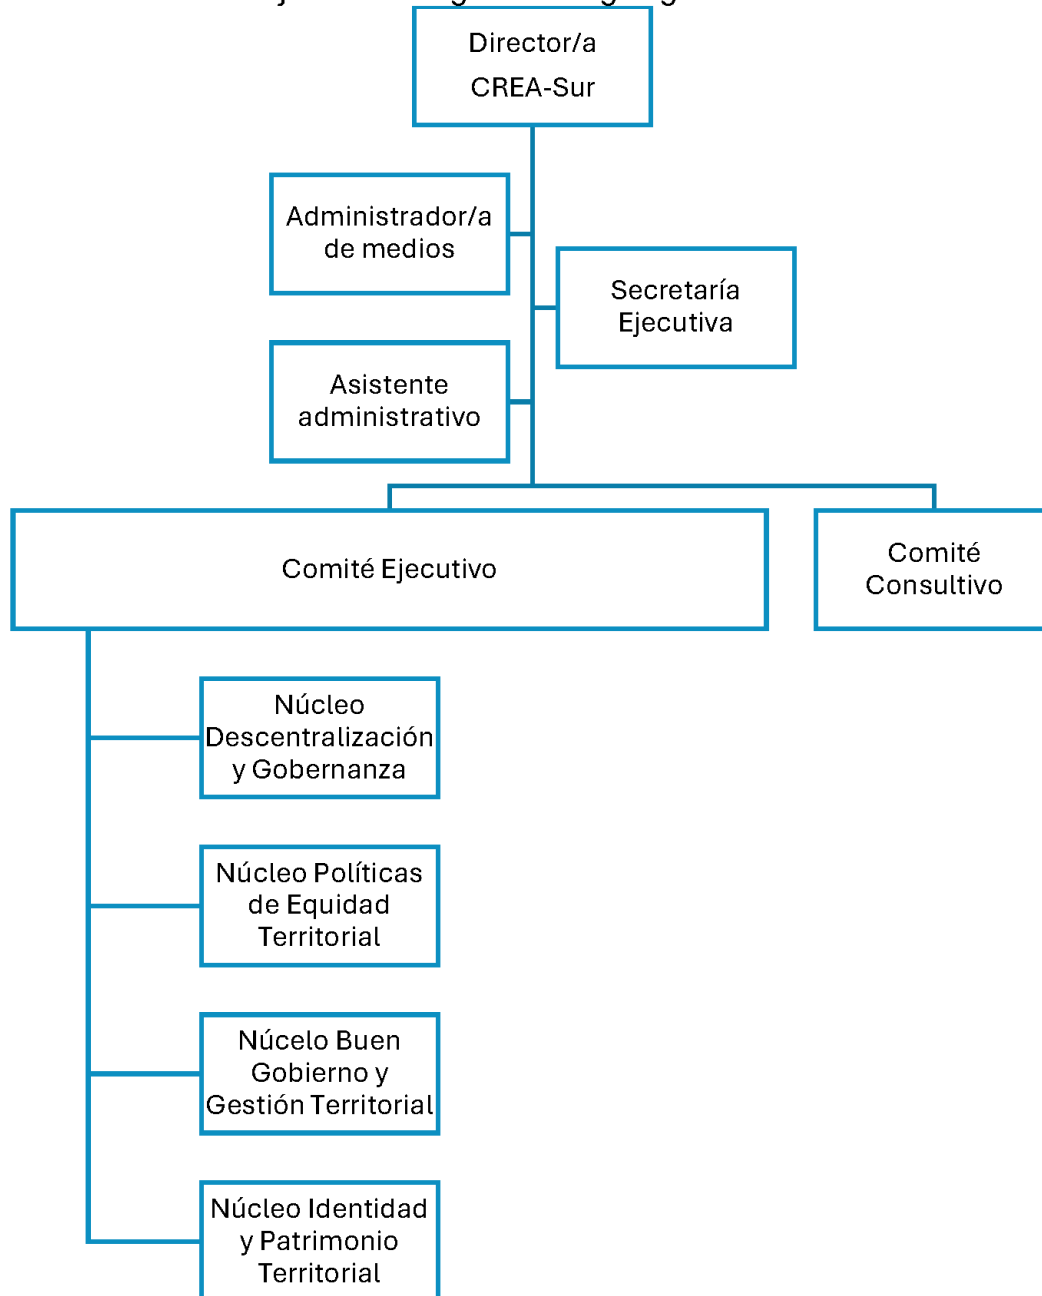 Director/a
CREA-Sur
Administrador/a
de medios
Secretaría
Ejecutiva
Asistente
administrativo
Comité Ejecutivo
Comité
Consultivo
Núcleo
Descentralización
y Gobernanza
Núcleo Políticas
de Equidad
Territorial
Núcelo Buen
Gobierno y
Gestión Territorial
Núcleo Identidad
y Patrimonio
Territorial